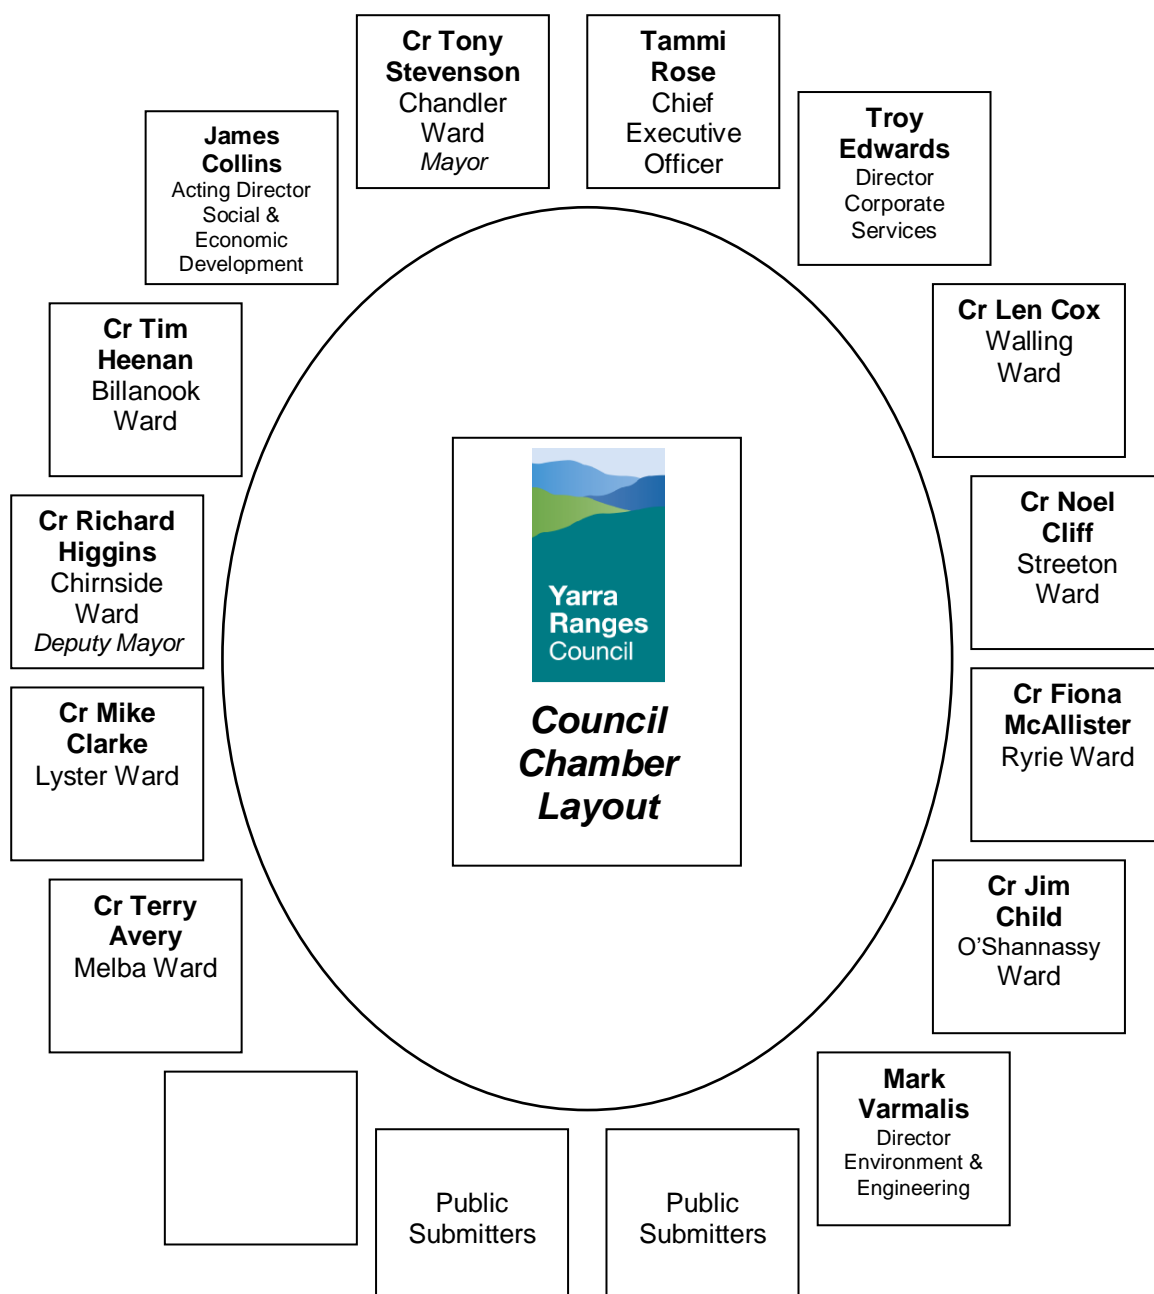 Cr Tony
Stevenson
Chandler
Ward
Mayor
Tammi
Rose
Chief
Executive
Officer
Troy
Edwards
Director
Corporate
Services
James
Collins
Acting Director
Social &
Economic
Development
Cr Tim
Heenan
Billanook
Ward
Cr Len Cox
Walling
Ward
Cr Richard
Higgins
Chirnside
Ward
Deputy Mayor
Cr Noel
Cliff
Streeton
Ward
Yarra
Ranges
Council
Council
Chamber
Layout
Cr Mike
Clarke
Lyster Ward
Cr Fiona
McAllister
Ryrie Ward
Cr Terry
Avery
Melba Ward
Cr Jim
Child
O’Shannassy
Ward
Mark
Varmalis
Director
Environment &
Engineering
Public
Submitters
Public
Submitters